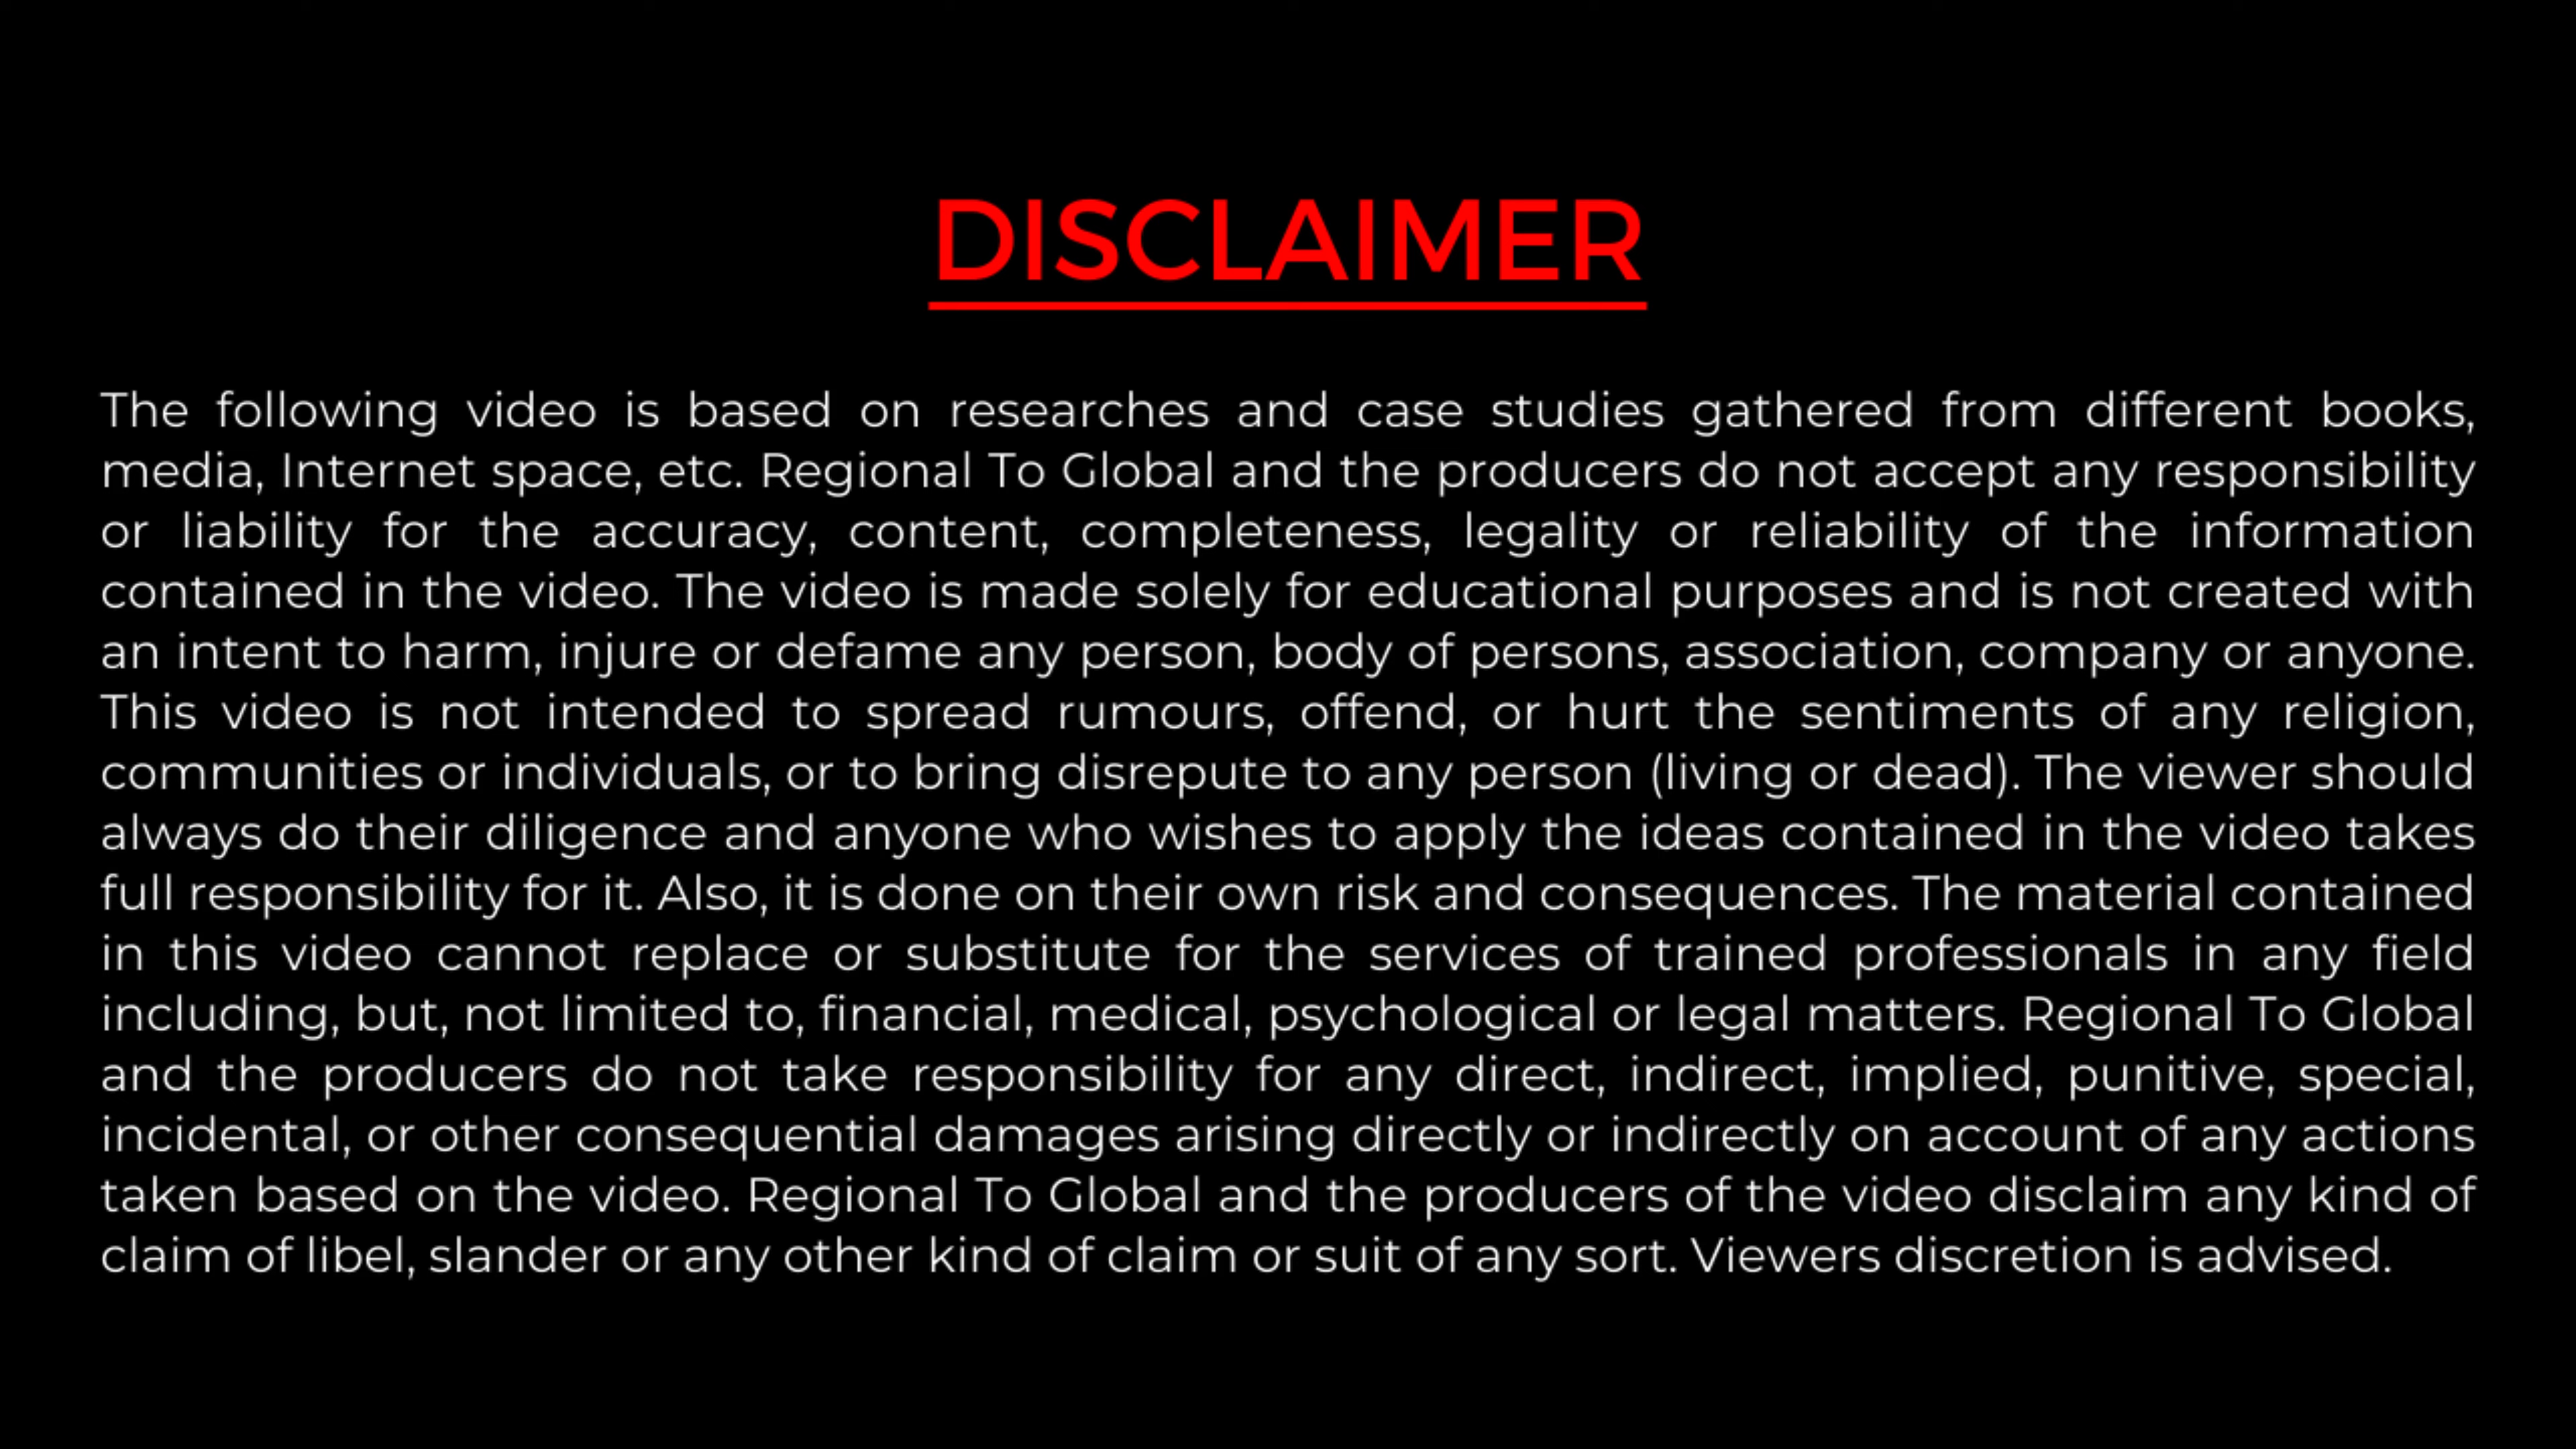 DISCLAIMER
The following video is based on researches and case studies gathered from different books,
media, Internet space, etc. Regional To Global and the producers do not accept any responsibility
or liability for the accuracy, content, completeness, legality or reliability of the information
contained in the video. The video is made solely for educational purposes and is not created with
an intent to harm, injure or defame any person, body of persons, association, company or anyone.
This video is not intended to spread rumours, offend, or hurt the sentiments of any religion,
communities or individuals, or to bring disrepute to any person (living or dead). The viewer should
always do their diligence and anyone who wishes to apply the ideas contained in the video takes
full responsibility for it. Also, it is done on their own risk and consequences. The material contained
in this video cannot replace or substitute for the services of trained professionals in any field
including, but, not limited to, financial, medical, psychological or legal matters. Regional To Global
and the producers do not take responsibility for any direct, indirect, implied, punitive, special,
incidental, or other consequential damages arising directly or indirectly on account of any actions
taken based on the video. Regional To Global and the producers of the video disclaim any kind of
claim of libel, slander or any other kind of claim or suit of any sort. Viewers discretion is advised.